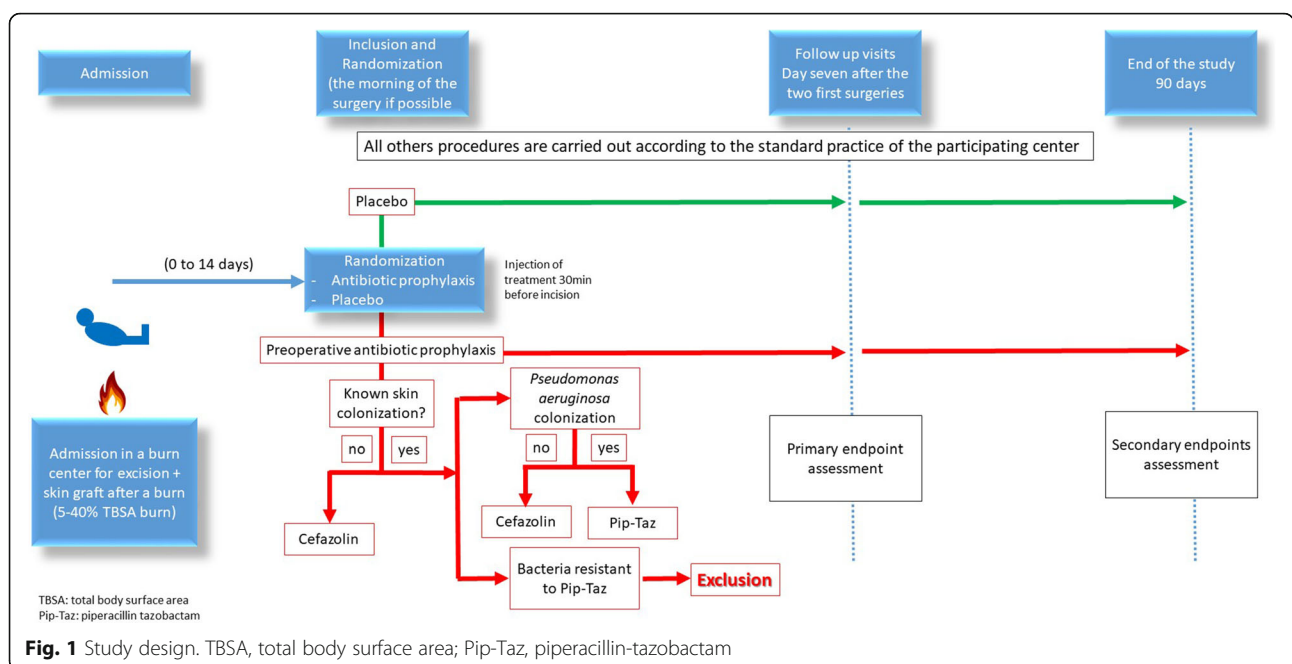 Admission
Inclusion and
Randomization
(the morning of the
surgery if possible
Follow up visits
Day seven after the
two first surgeries
End of the study
90 days
All others procedures are carried out according to the standard practice of the participating center
Placebo
(0 to 14 days)
Randomization
- Antibiotic prophylaxis
- Placebo
Injection of
treatment 30min
before incision
Preoperative antibiotic prophylaxis
Known skin
colonization?
no yes
Cefazolin
Pseudomonas
aeruginosa
colonization
no yes
Cefazolin
Pip-Taz
Bacteria resistant
to Pip-Taz
Exclusion
Primary endpoint
assessment
Secondary endpoints
assessment
Admission in a burn
center for excision +
skin graft after a burn
(5-40% TBSA burn)
TBSA: total body surface area
Pip-Taz: piperacillin tazobactam
Fig. 1 Study design. TBSA, total body surface area; Pip-Taz, piperacillin-tazobactam